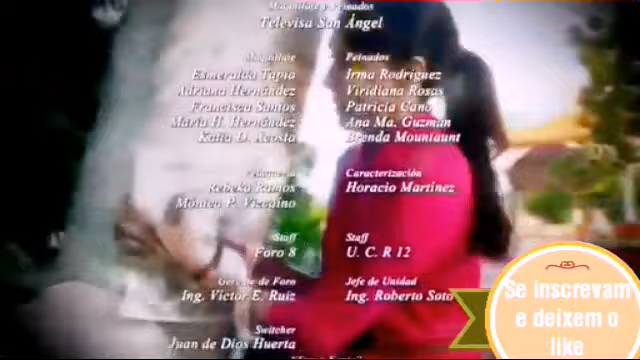 Maquillaje y Peinados
Televisa San Ángel
Maquillaje
Esmeralda Tapia
Adriana Hernández
Francisca Santos
María H. Hernández
Katia D. Acosta
Peinados
Irma Rodríguez
Viridiana Rosas
Patricia Cano
Ana Ma. Guzmán
Brenda Mountaunt
Rebeka Ramos
Mónica P. Vizcaíno
Caracterización
Horacio Martínez
Staff
Foro 8
Staff
U. C. R 12
Gerente de Foro
Ing. Víctor E. Ruiz
Jefe de Unidad
Ing. Roberto Soto
Switcher
Juan de Dios Huerta
Se inscrevam
e deixem o
like